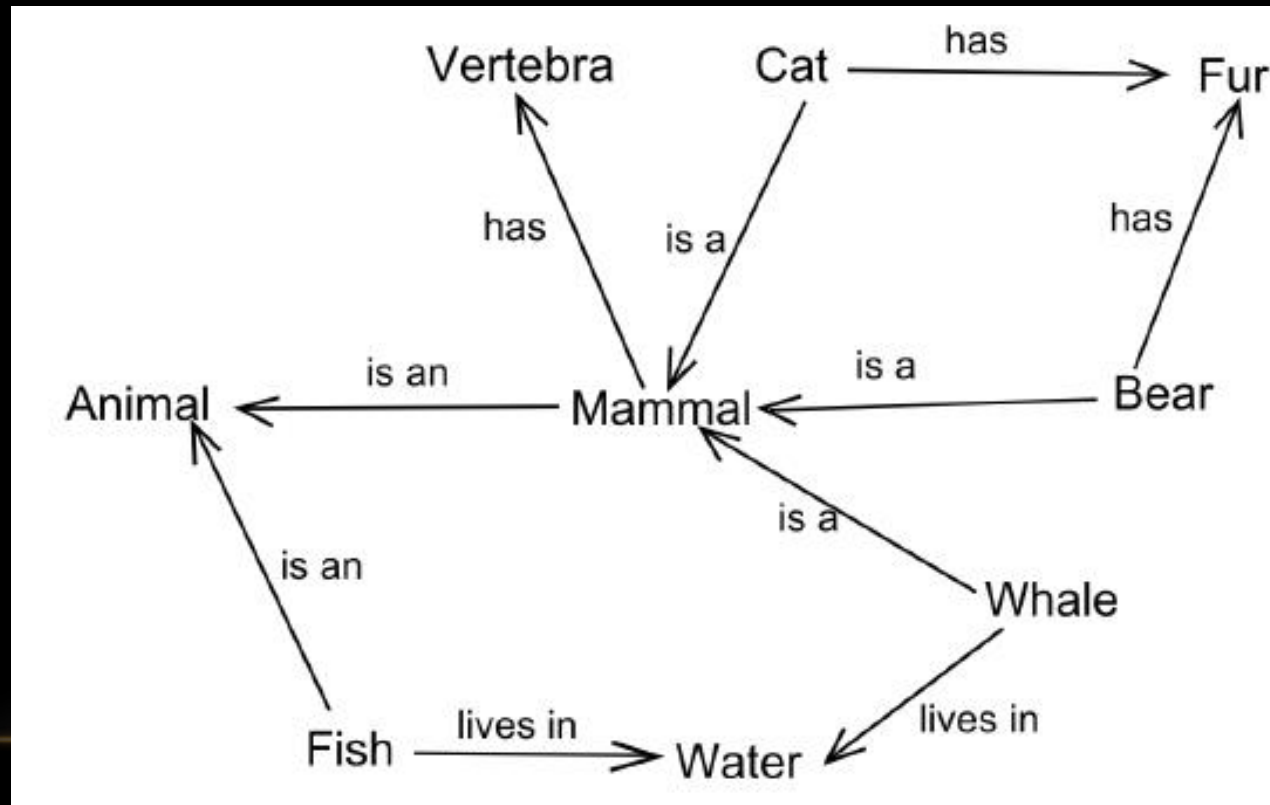 has
Vertebra
Cat
Fur
has
is a
has
is an
is a
Animal
Mammal
Bear
is a
is an
Whale
lives in
lives in
Fish
Water